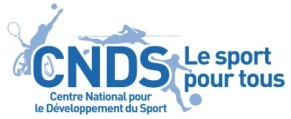 CNDS
Centre National pour
le Développement du Sport
Le sport
pour tous